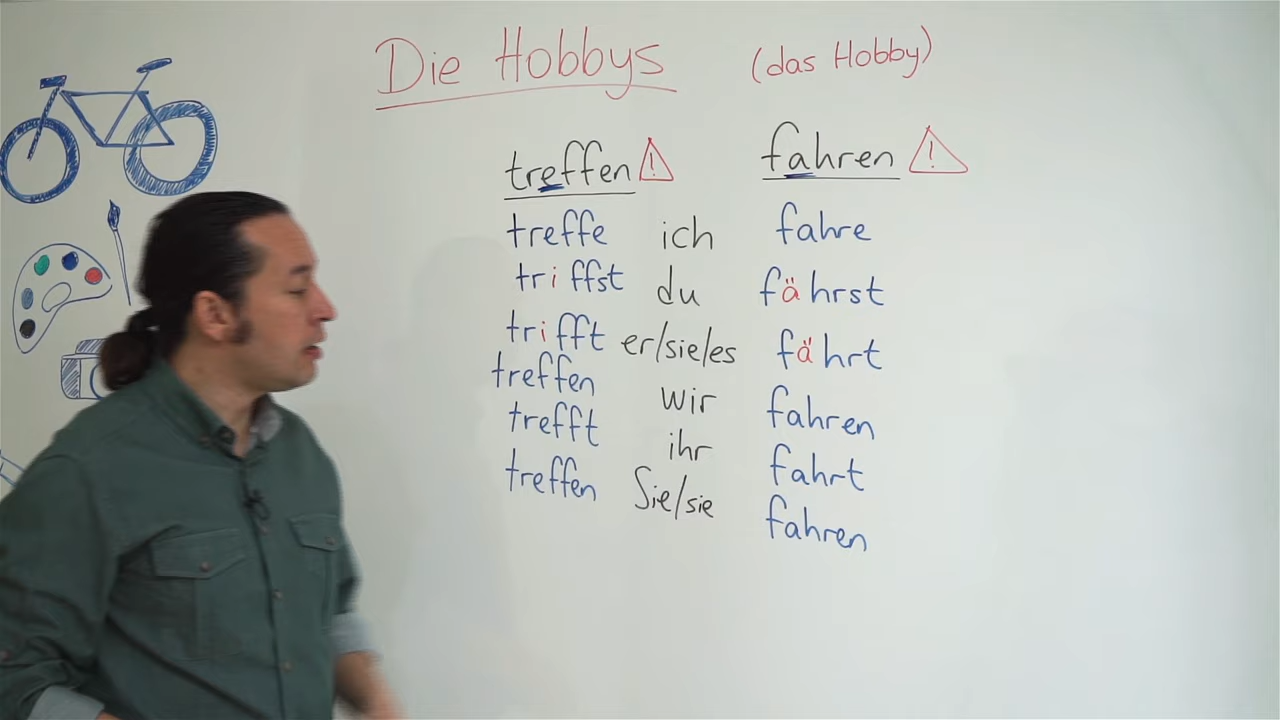 Die Hobbys (das Hobby)
treffen ! fahren !
treffe ich fahre
triffst du fährst
trifft er/sie/es fährt
treffen wir fahren
trefft ihr fahrt
treffen Sie/sie fahren